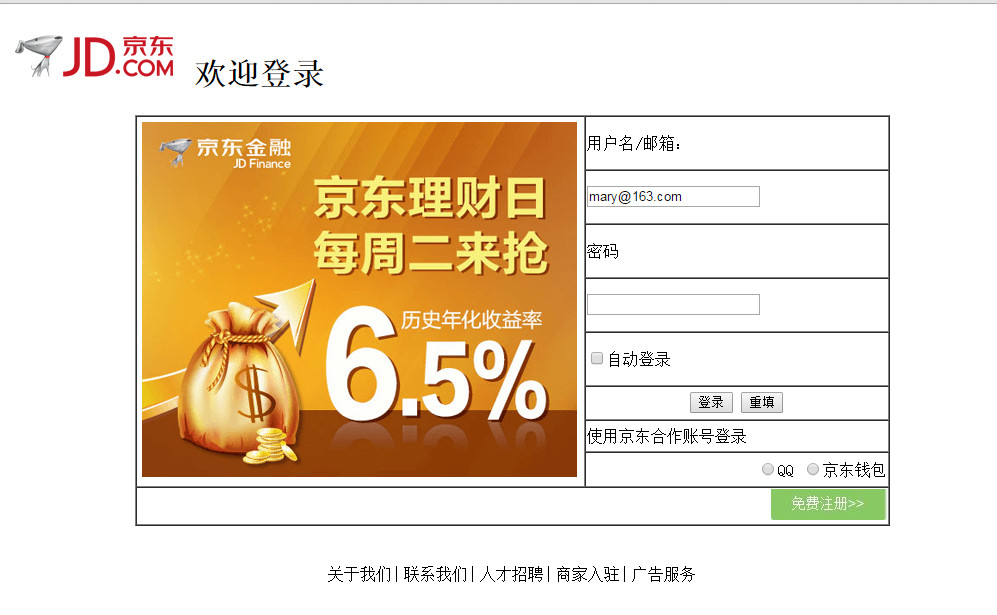 JD京东
.COM
欢迎登录
京东金融
JD Finance
京东理财日
每周二来抢
历史年化收益率
6.5%
$
用户名/邮箱：
mary@163.com
密码
自动登录
登录 重填
使用京东合作账号登录
QQ 京东钱包
免费注册>>
关于我们| 联系我们| 人才招聘| 商家入驻| 广告服务